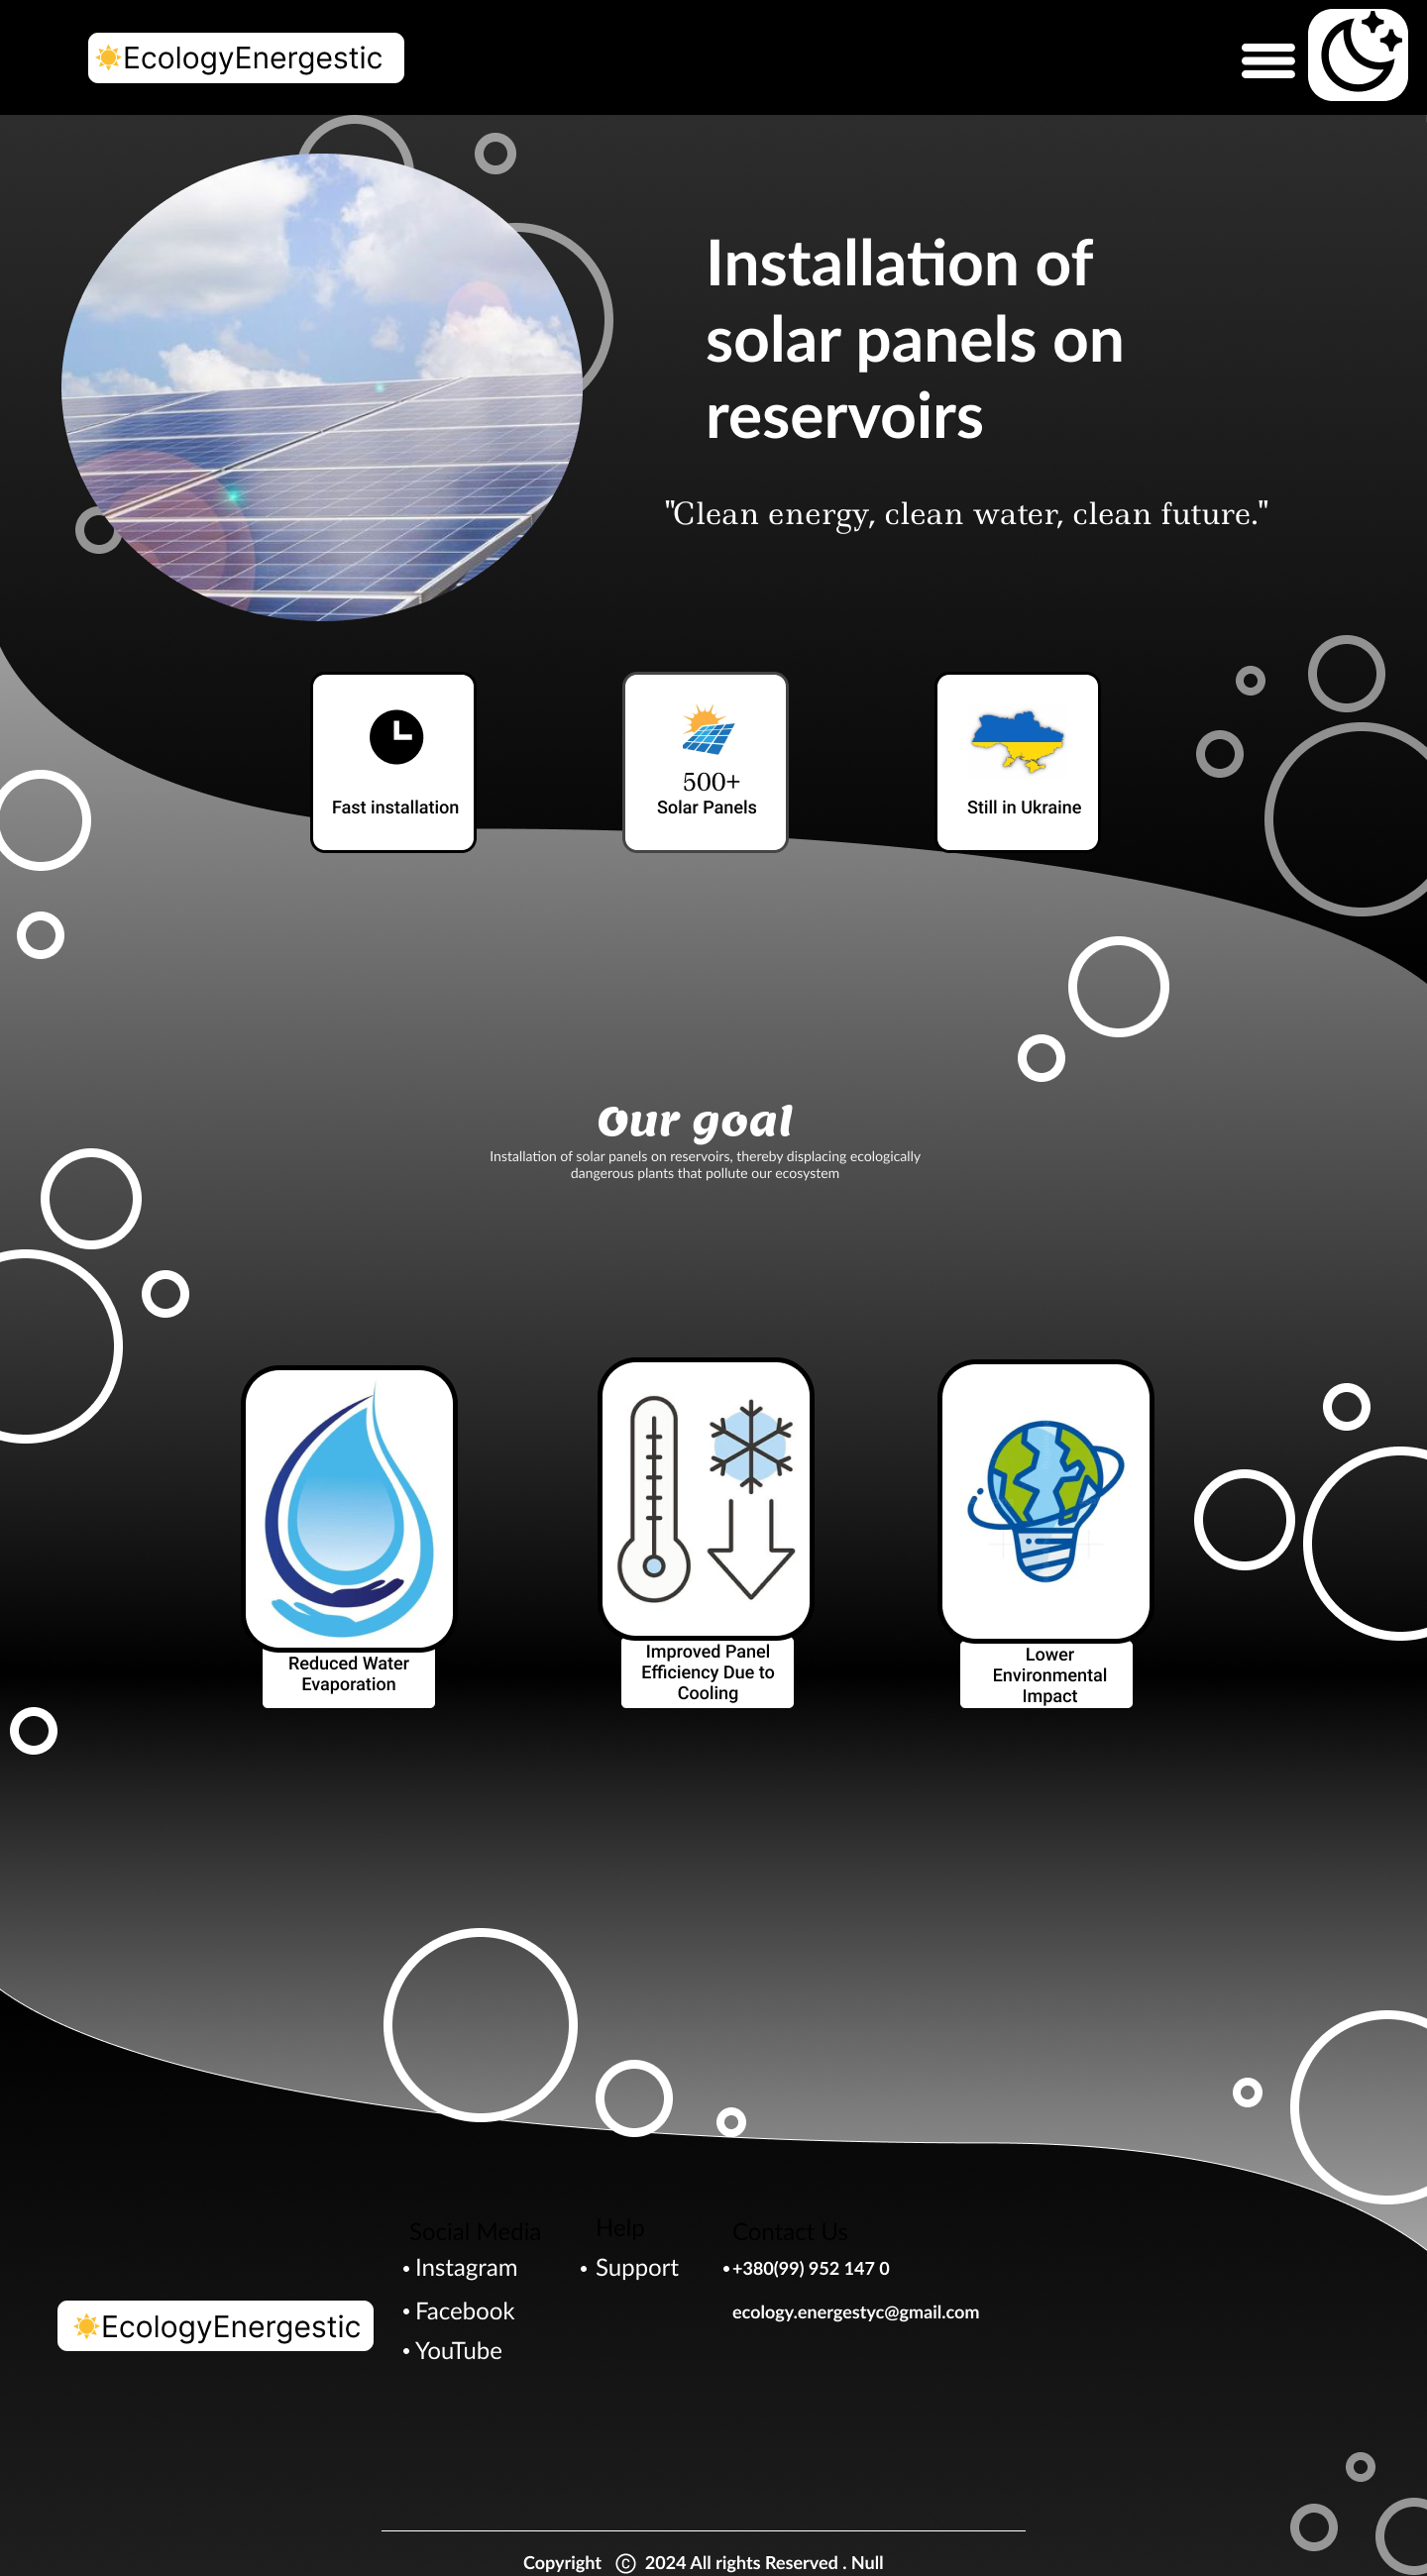 EcologyEnergestic
Installation of
solar panels on
reservoirs
"Clean energy, clean water, clean future."
Fast installation
500+
Solar Panels
Still in Ukraine
Our goal
Installation of solar panels on reservoirs, thereby displacing ecologically
dangerous plants that pollute our ecosystem
Reduced Water
Evaporation
Improved Panel
Efficiency Due to
Cooling
Lower
Environmental
Impact
EcologyEnergestic
Social Media
• Instagram
• Facebook
• YouTube
Help
• Support
Contact Us
• +380(99) 952 147 0
ecology.energestyc@gmail.com
Copyright © 2024 All rights Reserved . Null